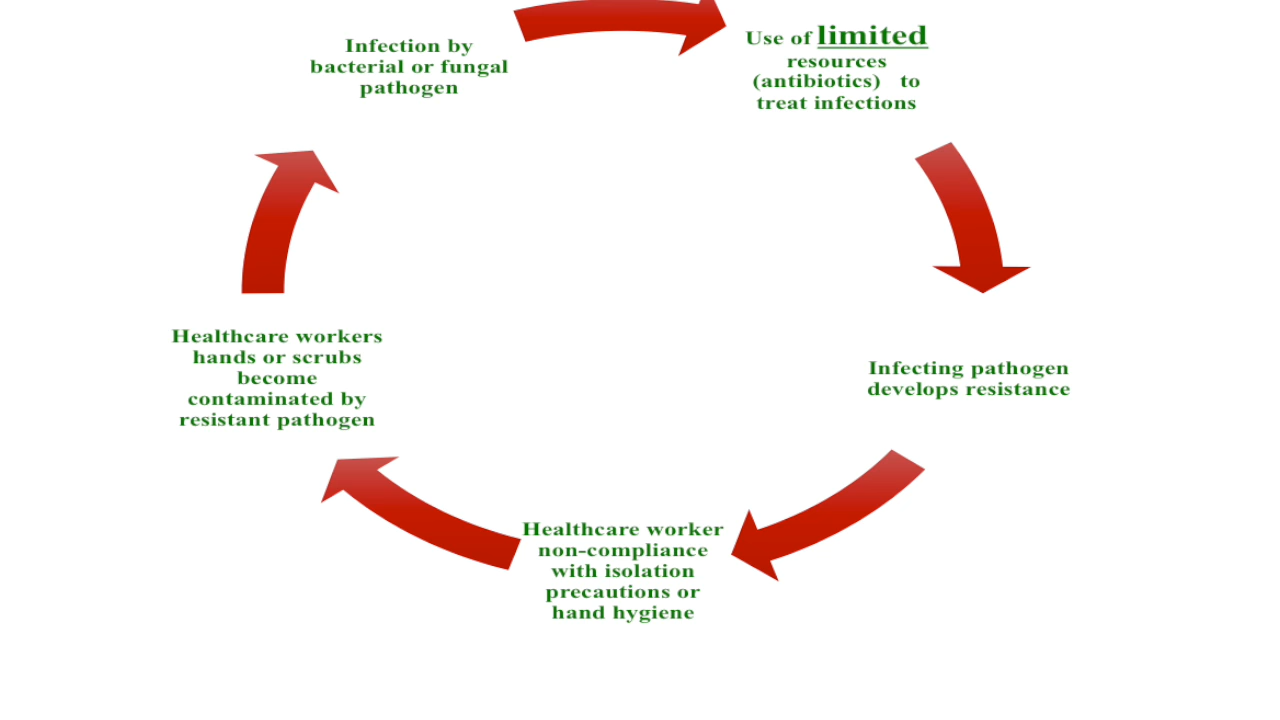 Infection by
bacterial or fungal
pathogen
Use of limited
resources
(antibiotics) to
treat infections
Infecting pathogen
develops resistance
Healthcare worker
non-compliance
with isolation
precautions or
hand hygiene
Healthcare workers
hands or scrubs
become
contaminated by
resistant pathogen